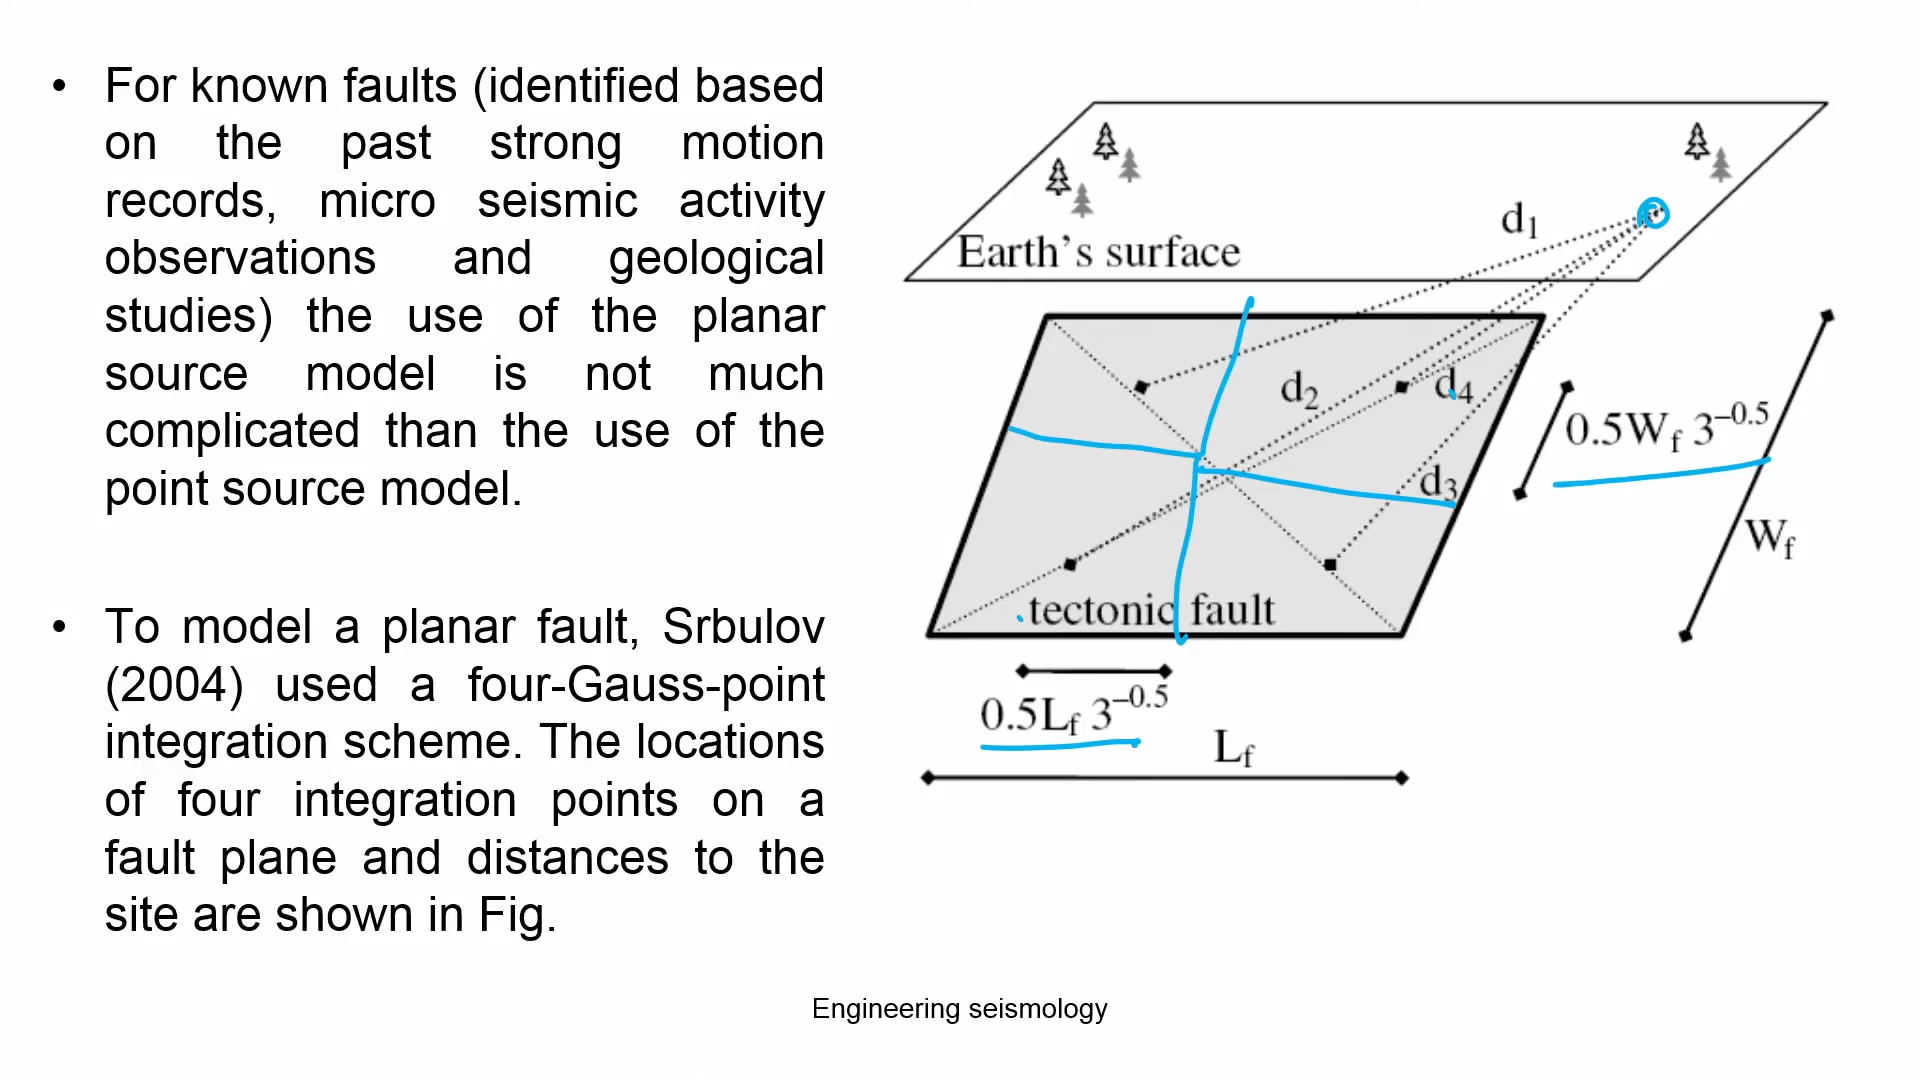 • For known faults (identified based
on the past strong motion
records, micro seismic activity
observations and geological
studies) the use of the planar
source model is not much
complicated than the use of the
point source model.
• To model a planar fault, Srbulov
(2004) used a four-Gauss-point
integration scheme. The locations
of four integration points on a
fault plane and distances to the
site are shown in Fig.
d₁
Earth’s surface
d₂
d₄
0.5W_f 3^−0.5
d₃
W_f
tectonic fault
0.5L_f 3^−0.5
L_f
Engineering seismology